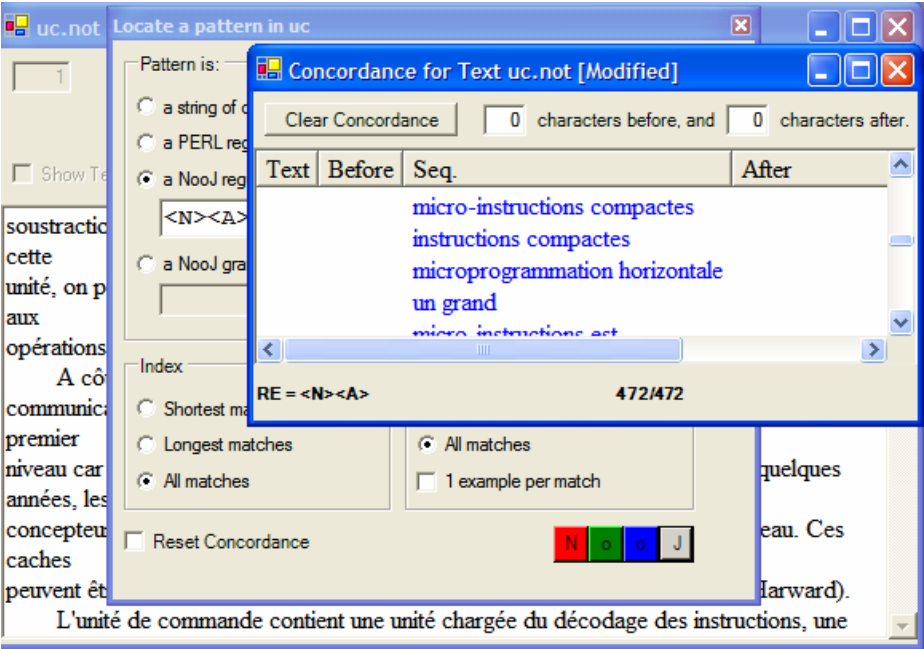 uc.not
Locate a pattern in uc
1
Show Te
Pattern is:
a string of c
a PERL reg
a NooJ reg
<N><A>
a NooJ gra
Index
Shortest ma
Longest matches
All matches
All matches
1 example per match
Reset Concordance
N o o J
Concordance for Text uc.not [Modified]
Clear Concordance 0 characters before, and 0 characters after.
Text Before Seq. After
micro-instructions compactes
instructions compactes
microprogrammation horizontale
un grand
micro-instructions est
RE = <N><A> 472/472
soustractio
cette
unité, on p
aux
opérations
A cô
communica
premier
niveau car quelques
années, les
concepteu eau. Ces
caches
peuvent êt Harward).
L'unité de commande contient une unité chargée du décodage des instructions, une